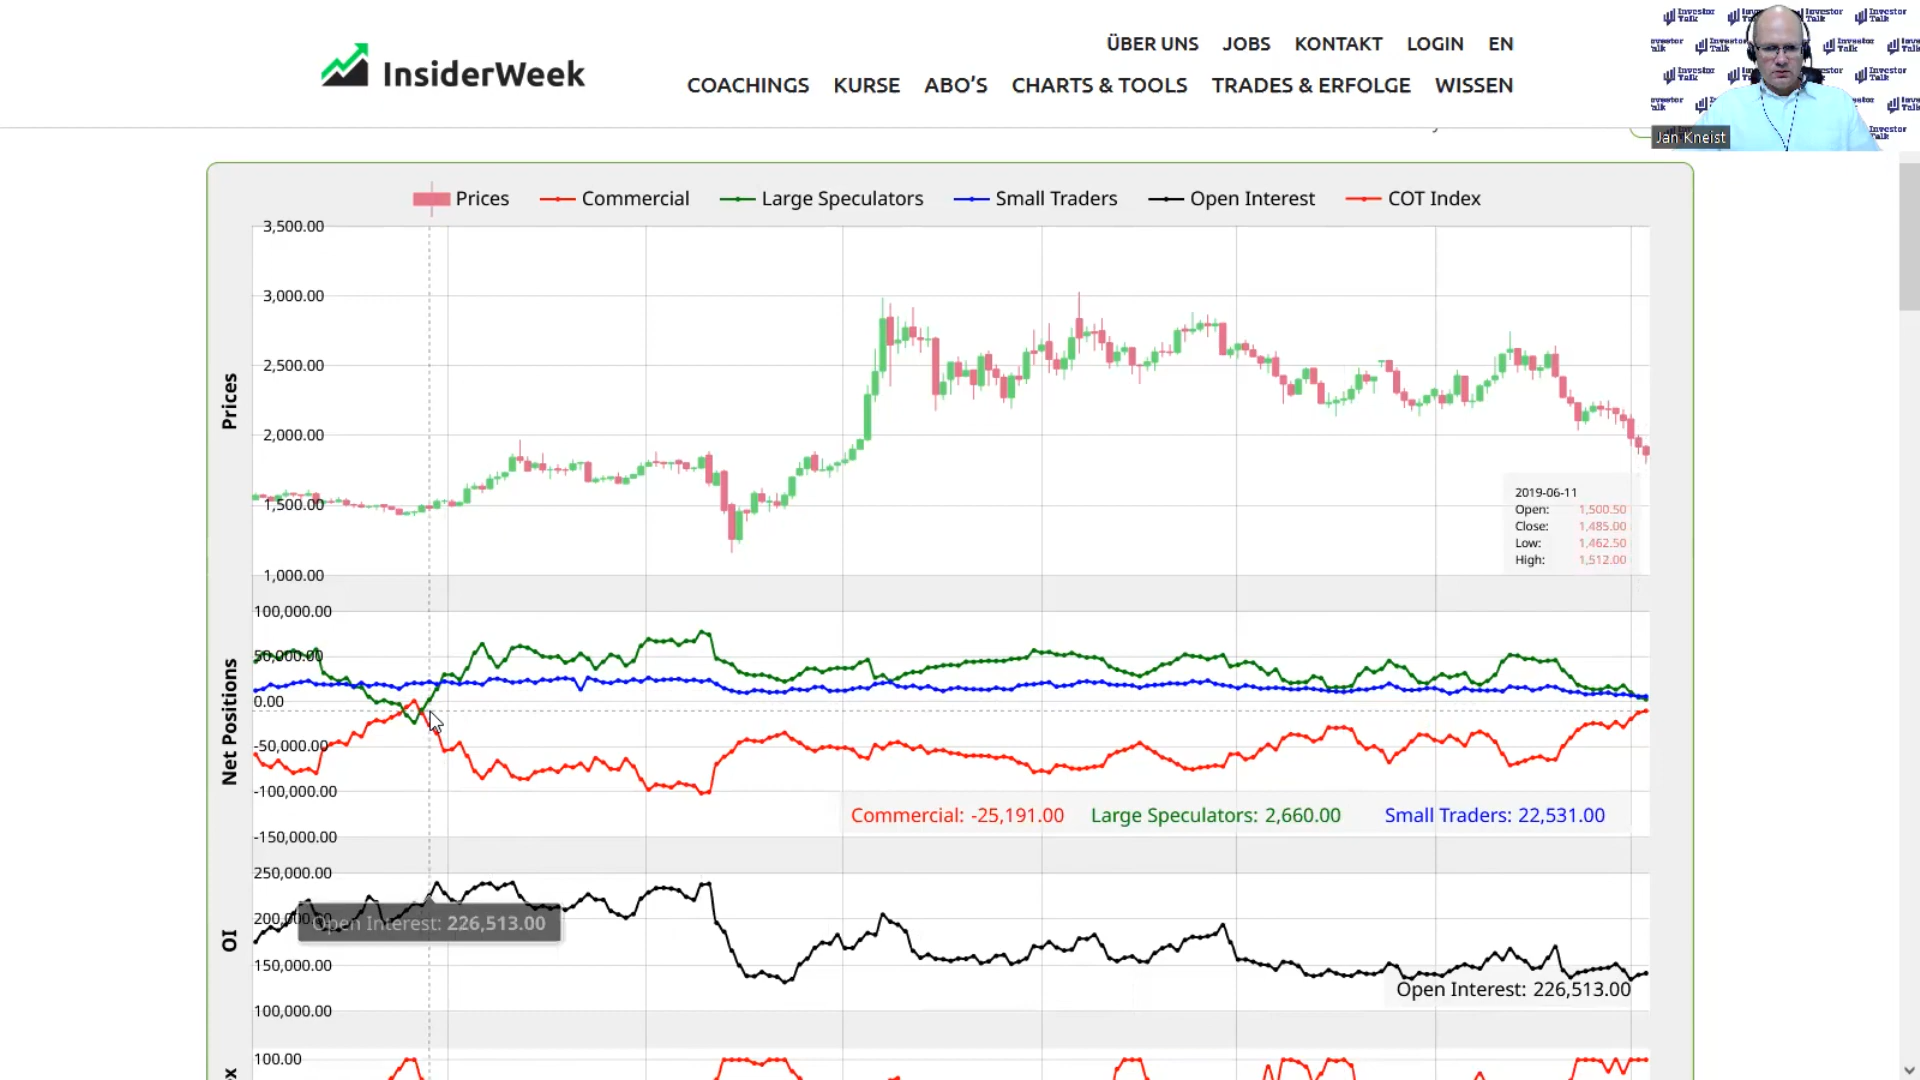 InsiderWeek
ÜBER UNS JOBS KONTAKT LOGIN EN
COACHINGS KURSE ABO'S CHARTS & TOOLS TRADES & ERFOLGE WISSEN
Jan Kneist
Prices Commercial Large Speculators Small Traders Open Interest COT Index
3,500.00
3,000.00
2,500.00
2,000.00
1,500.00
1,000.00
Prices
2019-06-11
Open: 1,500.50
Close: 1,485.00
Low: 1,462.50
High: 1,512.00
100,000.00
50,000.00
0.00
-50,000.00
-100,000.00
-150,000.00
Net Positions
Commercial: -25,191.00 Large Speculators: 2,660.00 Small Traders: 22,531.00
250,000.00
200,000.00
150,000.00
100,000.00
OI
Open Interest: 226,513.00
Open Interest: 226,513.00
100.00